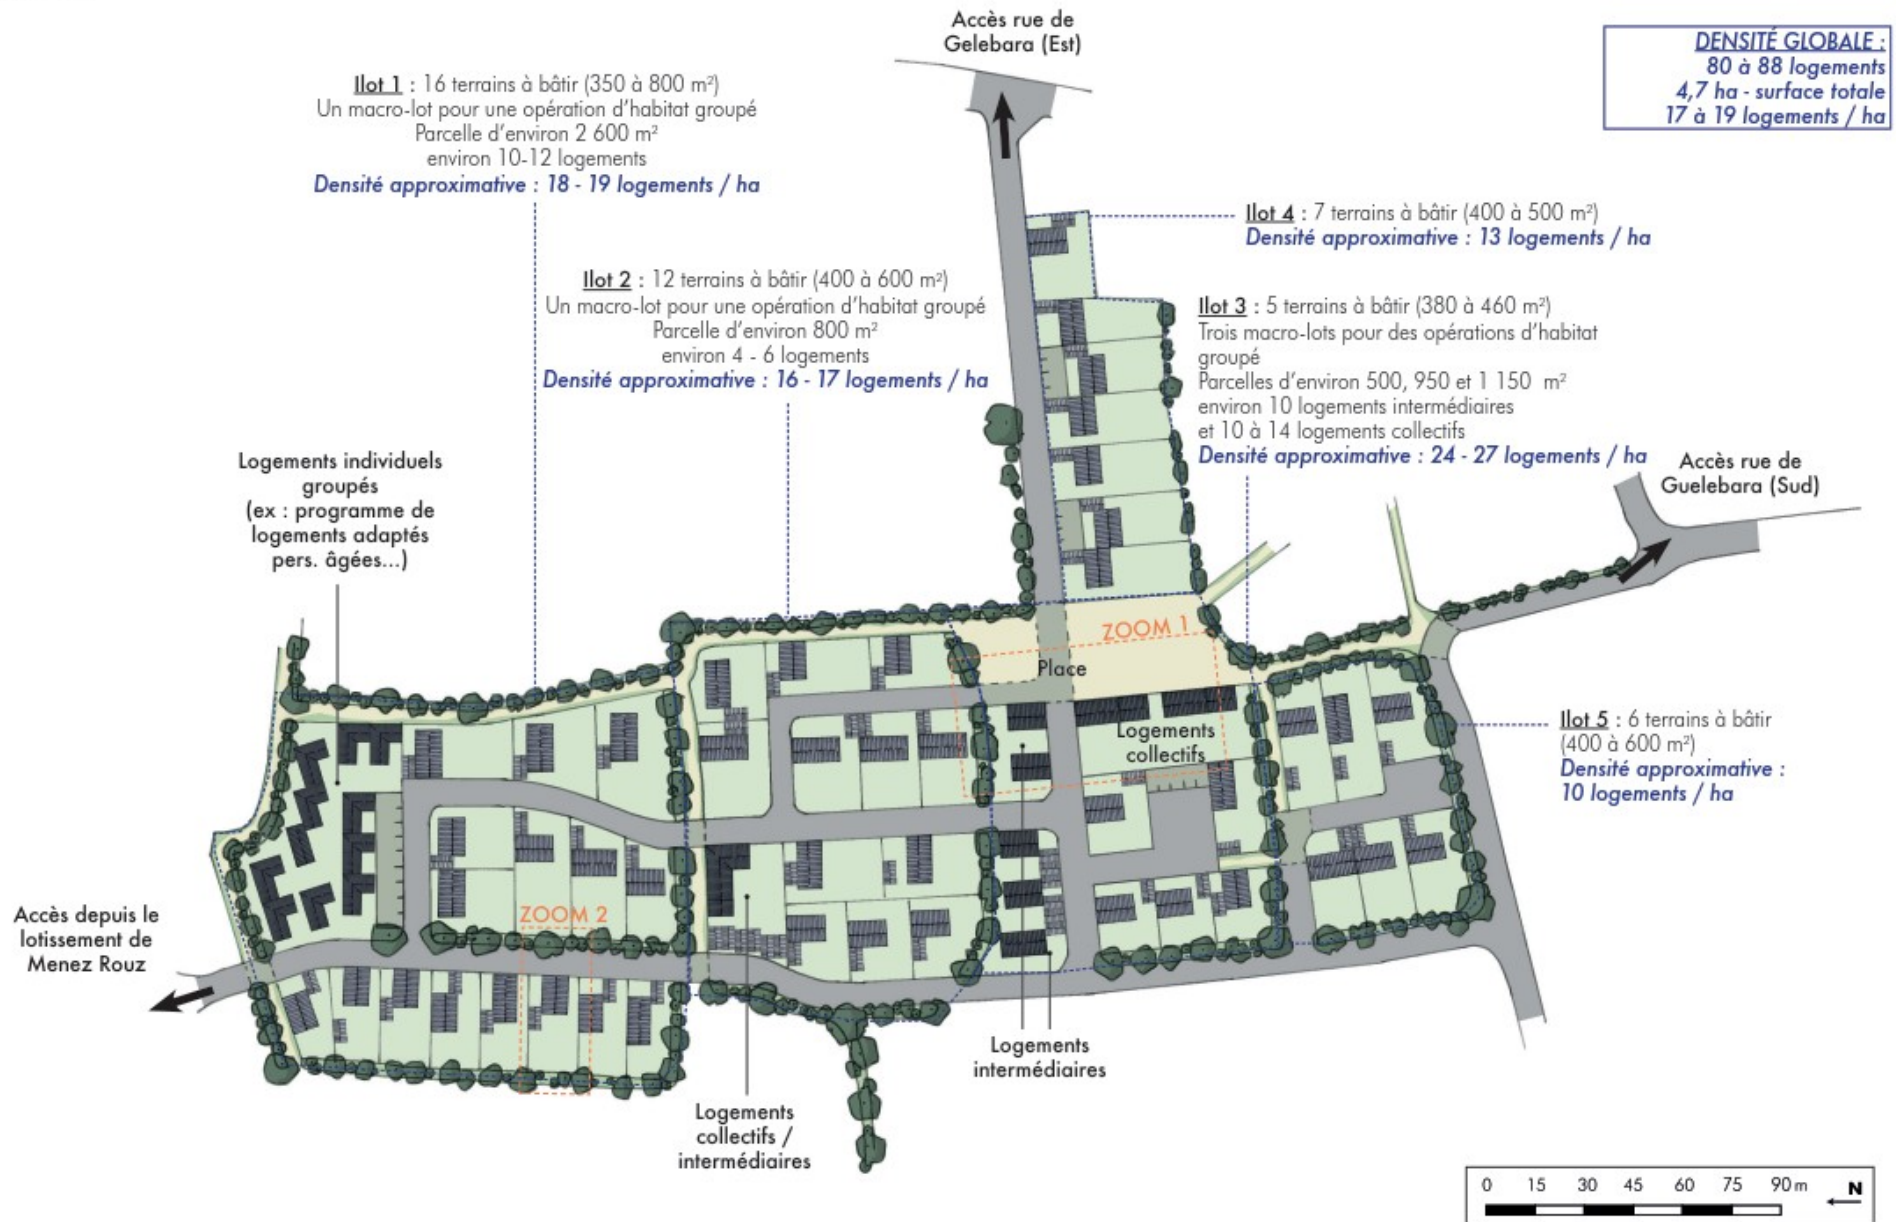 Accès rue de
Gelebara (Est)
DENSITÉ GLOBALE :
80 à 88 logements
4,7 ha - surface totale
17 à 19 logements / ha
Ilot 1 : 16 terrains à bâtir (350 à 800 m²)
Un macro-lot pour une opération d'habitat groupé
Parcelle d'environ 2 600 m²
environ 10-12 logements
Densité approximative : 18 - 19 logements / ha
Ilot 4 : 7 terrains à bâtir (400 à 500 m²)
Densité approximative : 13 logements / ha
Ilot 2 : 12 terrains à bâtir (400 à 600 m²)
Un macro-lot pour une opération d'habitat groupé
Parcelle d'environ 800 m²
environ 4 - 6 logements
Densité approximative : 16 - 17 logements / ha
Ilot 3 : 5 terrains à bâtir (380 à 460 m²)
Trois macro-lots pour des opérations d'habitat
groupé
Parcelles d'environ 500, 950 et 1 150 m²
environ 10 logements intermédiaires
et 10 à 14 logements collectifs
Densité approximative : 24 - 27 logements / ha
Accès rue de
Guelebara (Sud)
Logements individuels
groupés
(ex : programme de
logements adaptés
pers. âgées...)
ZOOM 1
Place
Logements
collectifs
Ilot 5 : 6 terrains à bâtir
(400 à 600 m²)
Densité approximative :
10 logements / ha
ZOOM 2
Accès depuis le
lotissement de
Menez Rouz
Logements
intermédiaires
Logements
collectifs /
intermédiaires
0 15 30 45 60 75 90 m
N